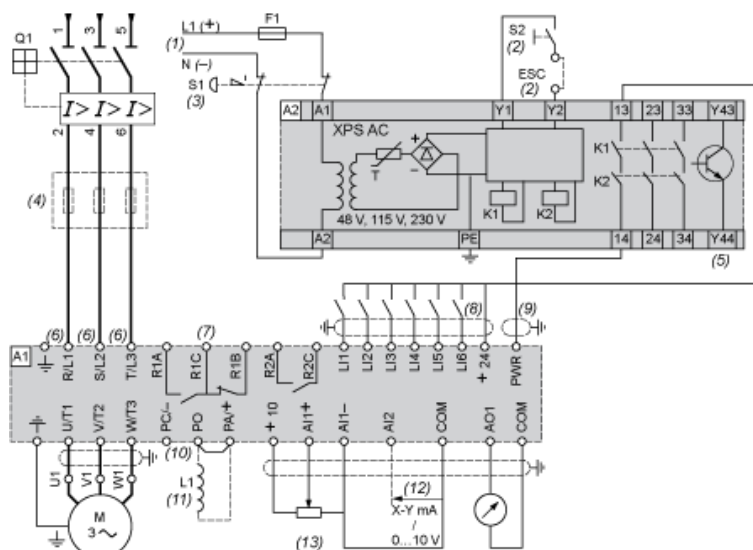 1 3 5
Q1
I> I> I>
2 4 6
(4)
L1 (+)
F1
(1)
N (–)
S1
(3)
S2
(2)
ESC
(2)
A2 A1 Y1 Y2 13 23 33 Y43
XPS AC
+
T
–
K1
K2
K1 K2
48 V, 115 V, 230 V
A2 PE 14 24 34 Y44
(5)
(8) (9)
(6) (6) (6) (7)
A1
R/L1 S/L2 T/L3 R1A R1C R1B R2A R2C LI1 LI2 LI3 LI4 LI5 LI6 + 24 PWR
U/T1 V/T2 W/T3 PC/– PO PA/+ + 10 AI1+ AI1– AI2 COM AO1 COM
(10)
U1 V1 W1
L1
(11)
(12)
X-Y mA
/
0...10 V
M
3 ~
(13)